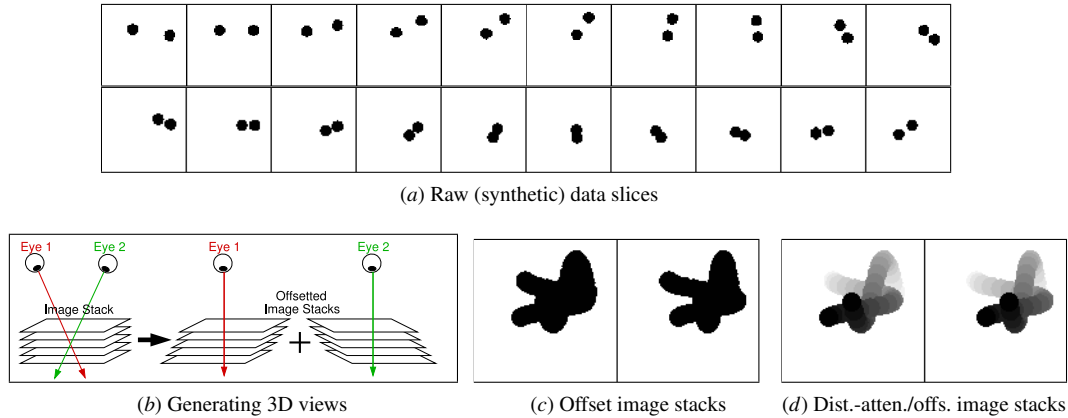 (a) Raw (synthetic) data slices
Eye 1
Eye 2
Image Stack
Eye 1
Eye 2
Offsetted
Image Stacks
(b) Generating 3D views
(c) Offset image stacks
(d) Dist.-atten./offs. image stacks